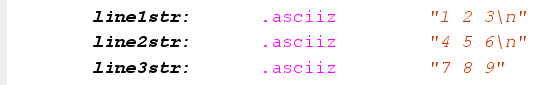 line1str: .asciiz "1 2 3\n"
line2str: .asciiz "4 5 6\n"
line3str: .asciiz "7 8 9"